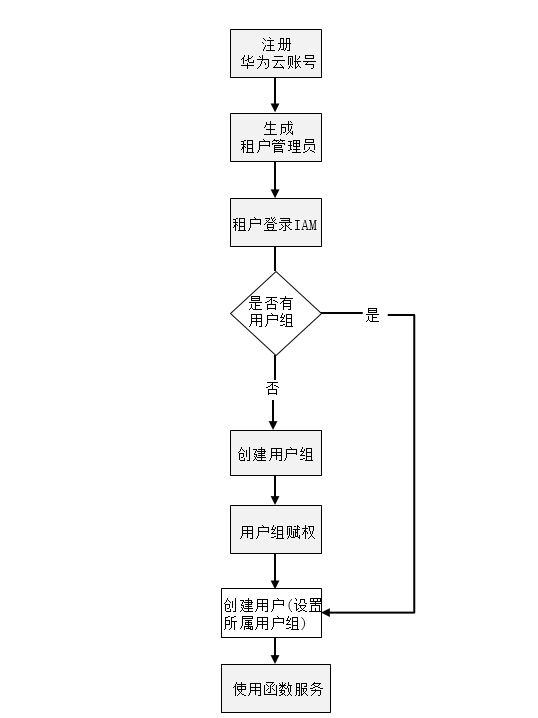 注册
华为云账号
生成
租户管理员
租户登录IAM
是否有
用户组
是
否
创建用户组
用户组赋权
创建用户(设置
所属用户组)
使用函数服务